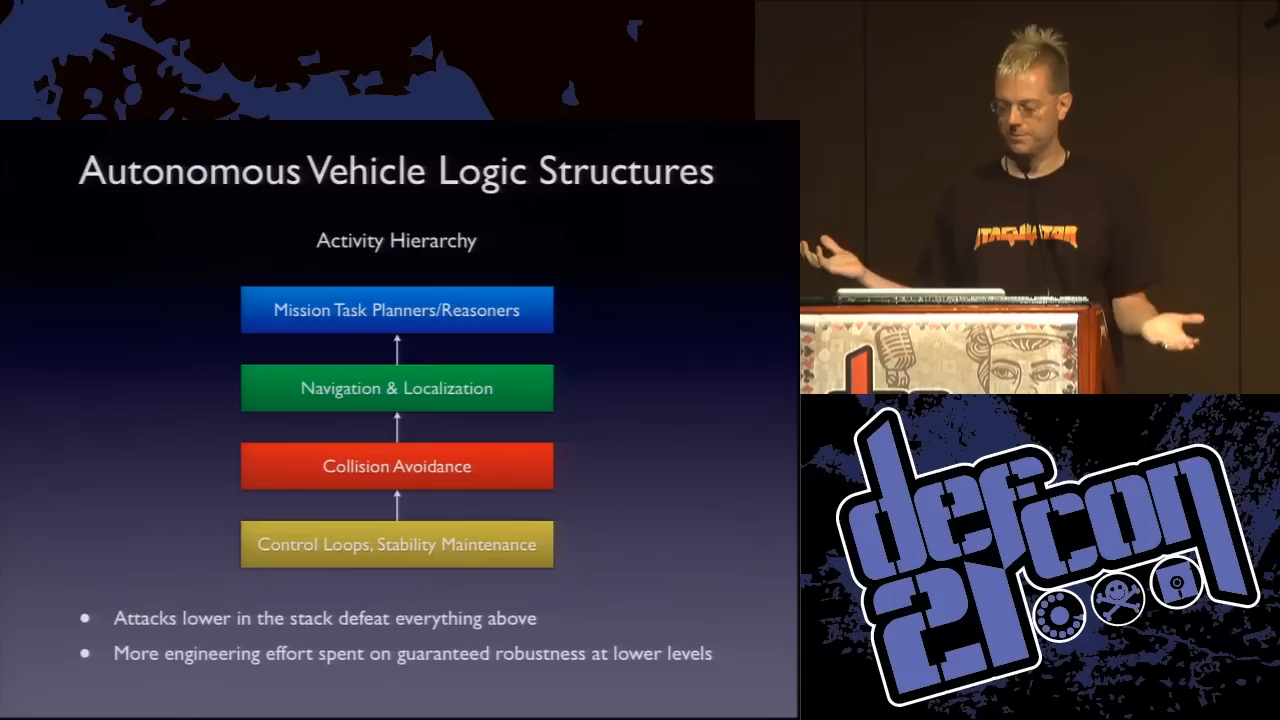 Autonomous Vehicle Logic Structures
Activity Hierarchy
Mission Task Planners/Reasoners
Navigation & Localization
Collision Avoidance
Control Loops, Stability Maintenance
• Attacks lower in the stack defeat everything above
• More engineering effort spent on guaranteed robustness at lower levels
defcon
21